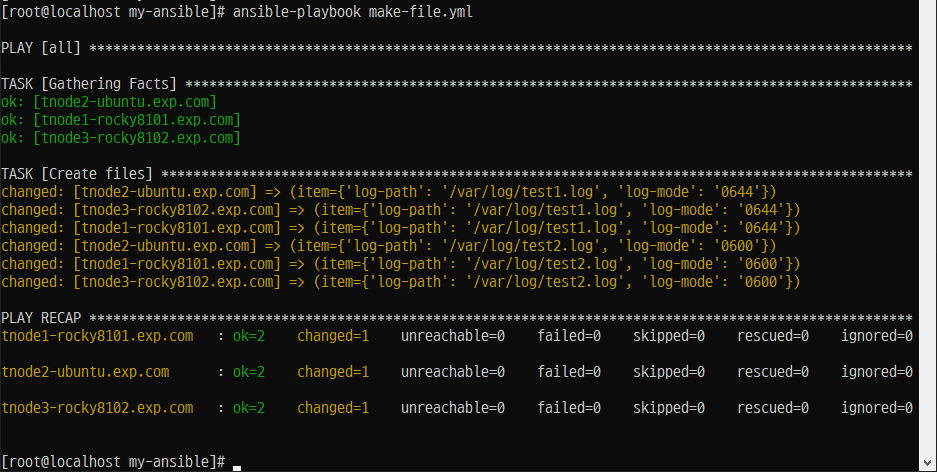 [root@localhost my-ansible]# ansible-playbook make-file.yml
PLAY [all] *******************************************************************************************************
TASK [Gathering Facts] *******************************************************************************************
ok: [tnode2-ubuntu.exp.com]
ok: [tnode1-rocky8101.exp.com]
ok: [tnode3-rocky8102.exp.com]
TASK [Create files] **********************************************************************************************
changed: [tnode2-ubuntu.exp.com] => (item={'log-path': '/var/log/test1.log', 'log-mode': '0644'})
changed: [tnode3-rocky8102.exp.com] => (item={'log-path': '/var/log/test1.log', 'log-mode': '0644'})
changed: [tnode1-rocky8101.exp.com] => (item={'log-path': '/var/log/test1.log', 'log-mode': '0644'})
changed: [tnode2-ubuntu.exp.com] => (item={'log-path': '/var/log/test2.log', 'log-mode': '0600'})
changed: [tnode1-rocky8101.exp.com] => (item={'log-path': '/var/log/test2.log', 'log-mode': '0600'})
changed: [tnode3-rocky8102.exp.com] => (item={'log-path': '/var/log/test2.log', 'log-mode': '0600'})
PLAY RECAP *******************************************************************************************************
tnode1-rocky8101.exp.com   : ok=2    changed=1    unreachable=0    failed=0    skipped=0    rescued=0    ignored=0
tnode2-ubuntu.exp.com      : ok=2    changed=1    unreachable=0    failed=0    skipped=0    rescued=0    ignored=0
tnode3-rocky8102.exp.com   : ok=2    changed=1    unreachable=0    failed=0    skipped=0    rescued=0    ignored=0
[root@localhost my-ansible]#